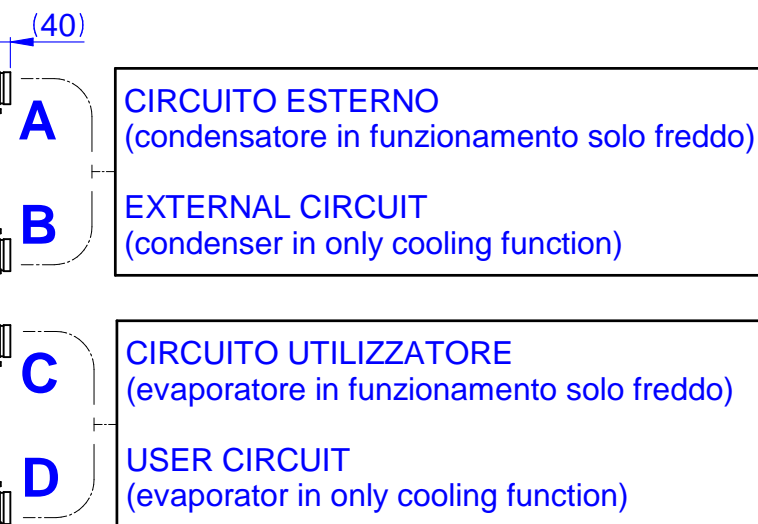 (40)
A
CIRCUITO ESTERNO
(condensatore in funzionamento solo freddo)
B
EXTERNAL CIRCUIT
(condenser in only cooling function)
C
CIRCUITO UTILIZZATORE
(evaporatore in funzionamento solo freddo)
D
USER CIRCUIT
(evaporator in only cooling function)